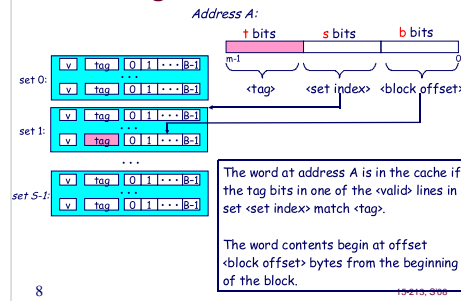 Address A:
t bits s bits b bits
m-1 0
<tag> <set index> <block offset>
set 0:
v tag 0 1 ··· B-1
···
v tag 0 1 ··· B-1
set 1:
v tag 0 1 ··· B-1
···
v tag 0 1 ··· B-1
···
set S-1:
v tag 0 1 ··· B-1
···
v tag 0 1 ··· B-1
The word at address A is in the cache if
the tag bits in one of the <valid> lines in
set <set index> match <tag>.
The word contents begin at offset
<block offset> bytes from the beginning
of the block.
8
15-213, S'08